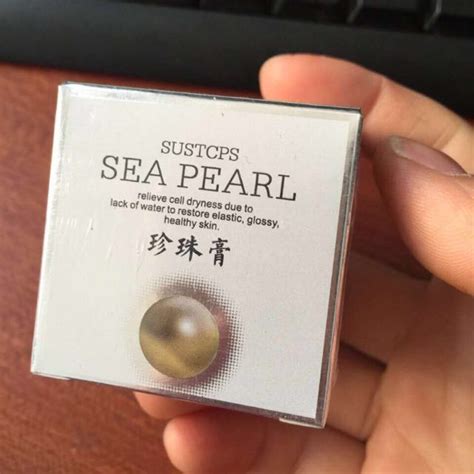 SUSTCPS
SEA PEARL
relieve cell dryness due to
lack of water to restore elastic, glossy,
healthy skin.
珍珠膏